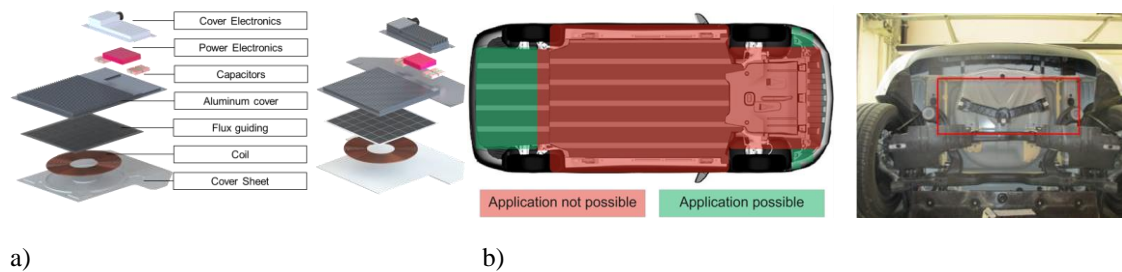 Cover Electronics
Power Electronics
Capacitors
Aluminum cover
Flux guiding
Coil
Cover Sheet
Application not possible
Application possible
a)
b)